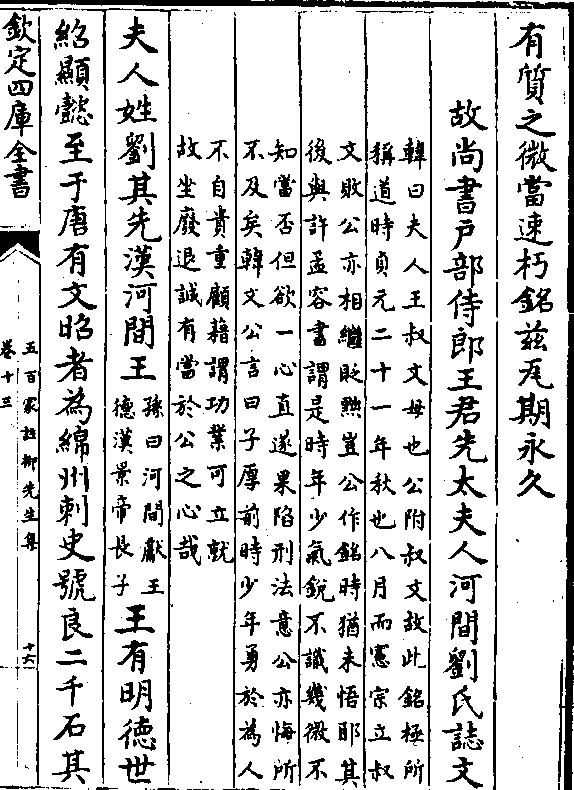 有質之微當速朽銘兹瓦期永久
故尚書户部侍郎王君先太夫人河間劉氏誌文
韓曰夫人王叔文母也公附叔文故此銘極所
稱道時貞元二十一年秋也八月而憲宗立叔
文敗公亦相繼貶黜豈公作銘時猶未悟耶其
後與許孟容書謂是時年少氣銳不識幾微不
知當否但欲一心直遂果陷刑法意公亦悔所
不及矣韓文公言曰子厚前時少年勇於為人
不自貴重顧藉謂功業可立就
故坐廢退誠有當於公之心哉
夫人姓劉其先漢河間王孫曰河間獻王德漢景帝長子王有明德世
紹顯懿至于唐有文昭者為綿州刺史號良二千石其
欽定四庫全書
五百家註柳先生集
卷十三
十六